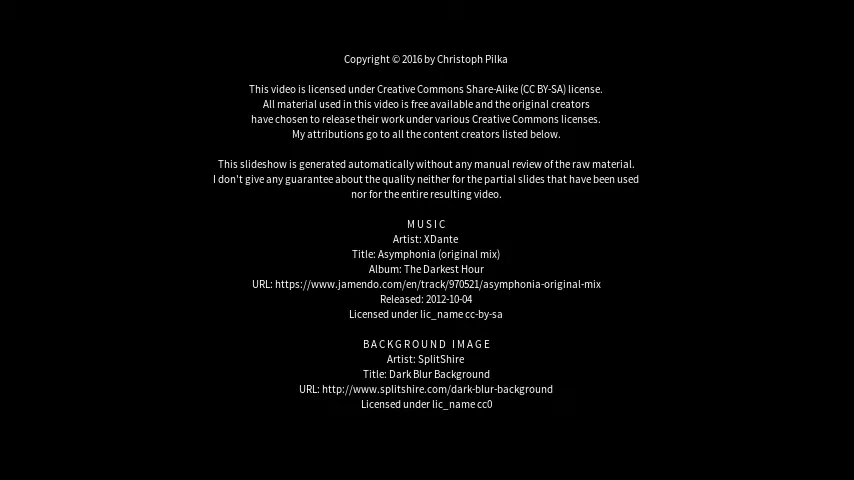 Copyright © 2016 by Christoph Pilka
This video is licensed under Creative Commons Share-Alike (CC BY-SA) license.
All material used in this video is free available and the original creators
have chosen to release their work under various Creative Commons licenses.
My attributions go to all the content creators listed below.
This slideshow is generated automatically without any manual review of the raw material.
I don't give any guarantee about the quality neither for the partial slides that have been used
nor for the entire resulting video.
MUSIC
Artist: XDante
Title: Asymphonia (original mix)
Album: The Darkest Hour
URL: https://www.jamendo.com/en/track/970521/asymphonia-original-mix
Released: 2012-10-04
Licensed under lic_name cc-by-sa
BACKGROUND IMAGE
Artist: SplitShire
Title: Dark Blur Background
URL: http://www.splitshire.com/dark-blur-background
Licensed under lic_name cc0